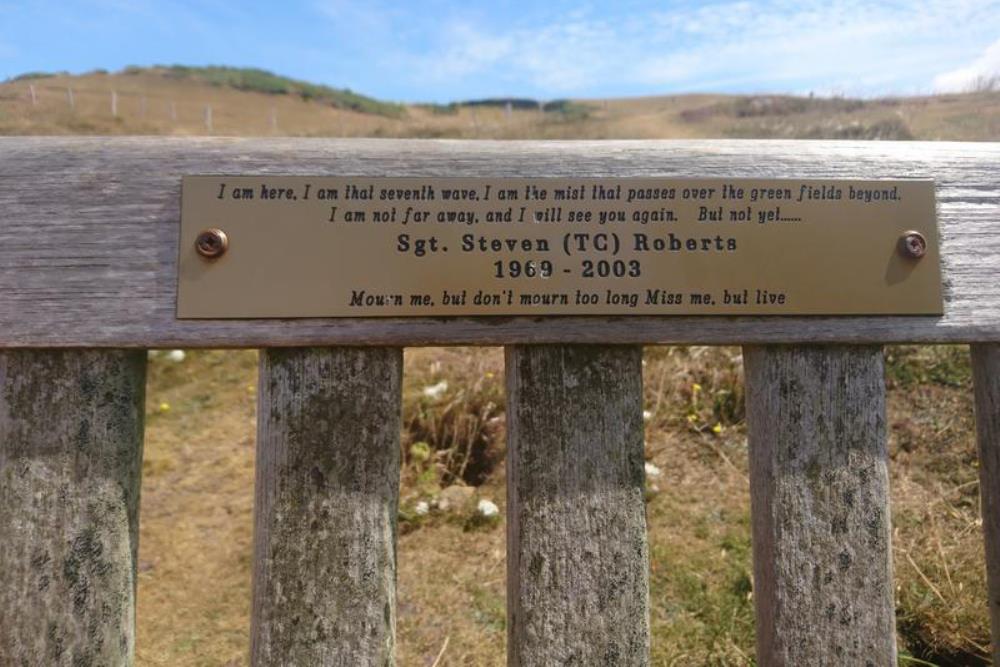 I am here, I am that seventh wave, I am the mist that passes over the green fields beyond.
I am not far away, and I will see you again. But not yet......
Sgt. Steven (TC) Roberts
1969 - 2003
Mourn me, but don't mourn too long Miss me, but live